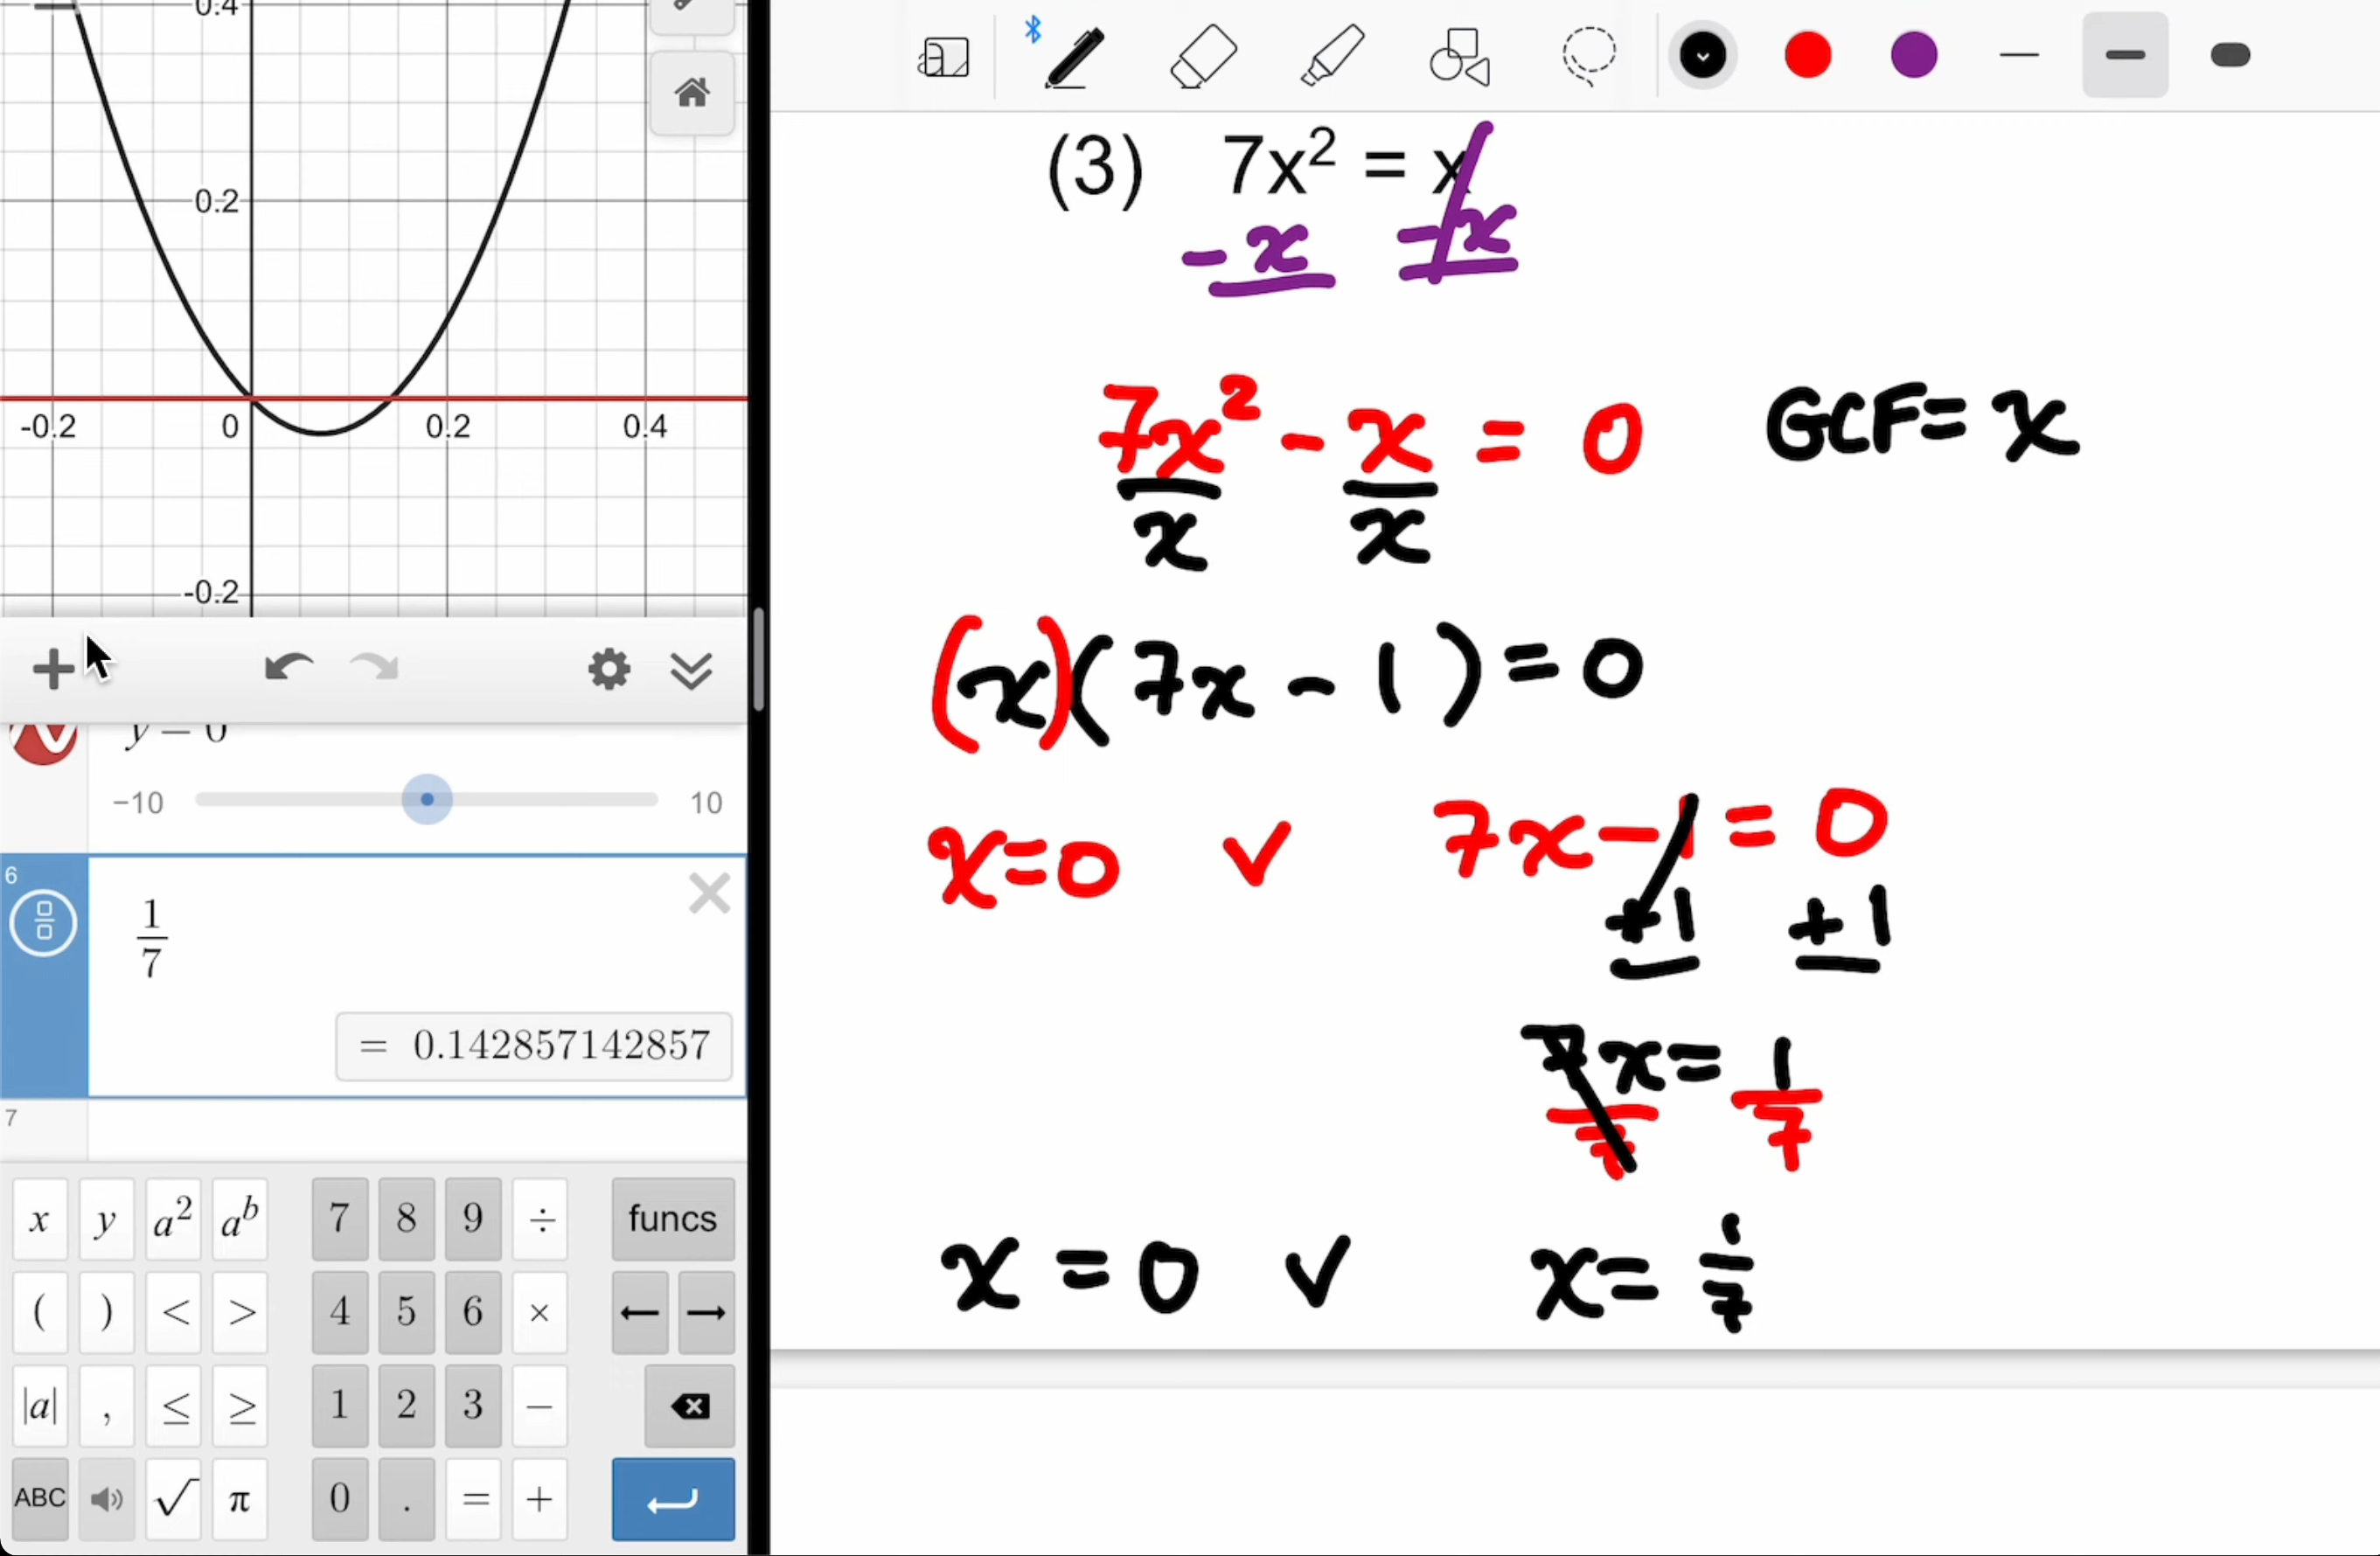 0.4
0.2
-0.2 0 0.2 0.4
-0.2
y = 0
−10 10
6
1
7
= 0.142857142857
7
x y a² aᵇ 7 8 9 ÷ funcs
( ) < > 4 5 6 × ← →
|a| , ≤ ≥ 1 2 3 −
ABC √ π 0 . = +
a
(3) 7x² = x
-x -x
7x² - x = 0 GCF= x
x x
(x)(7x - 1)=0
x=0 ✓ 7x-1=0
+1 +1
7x=1
7 7
x=0 ✓ x=1/7